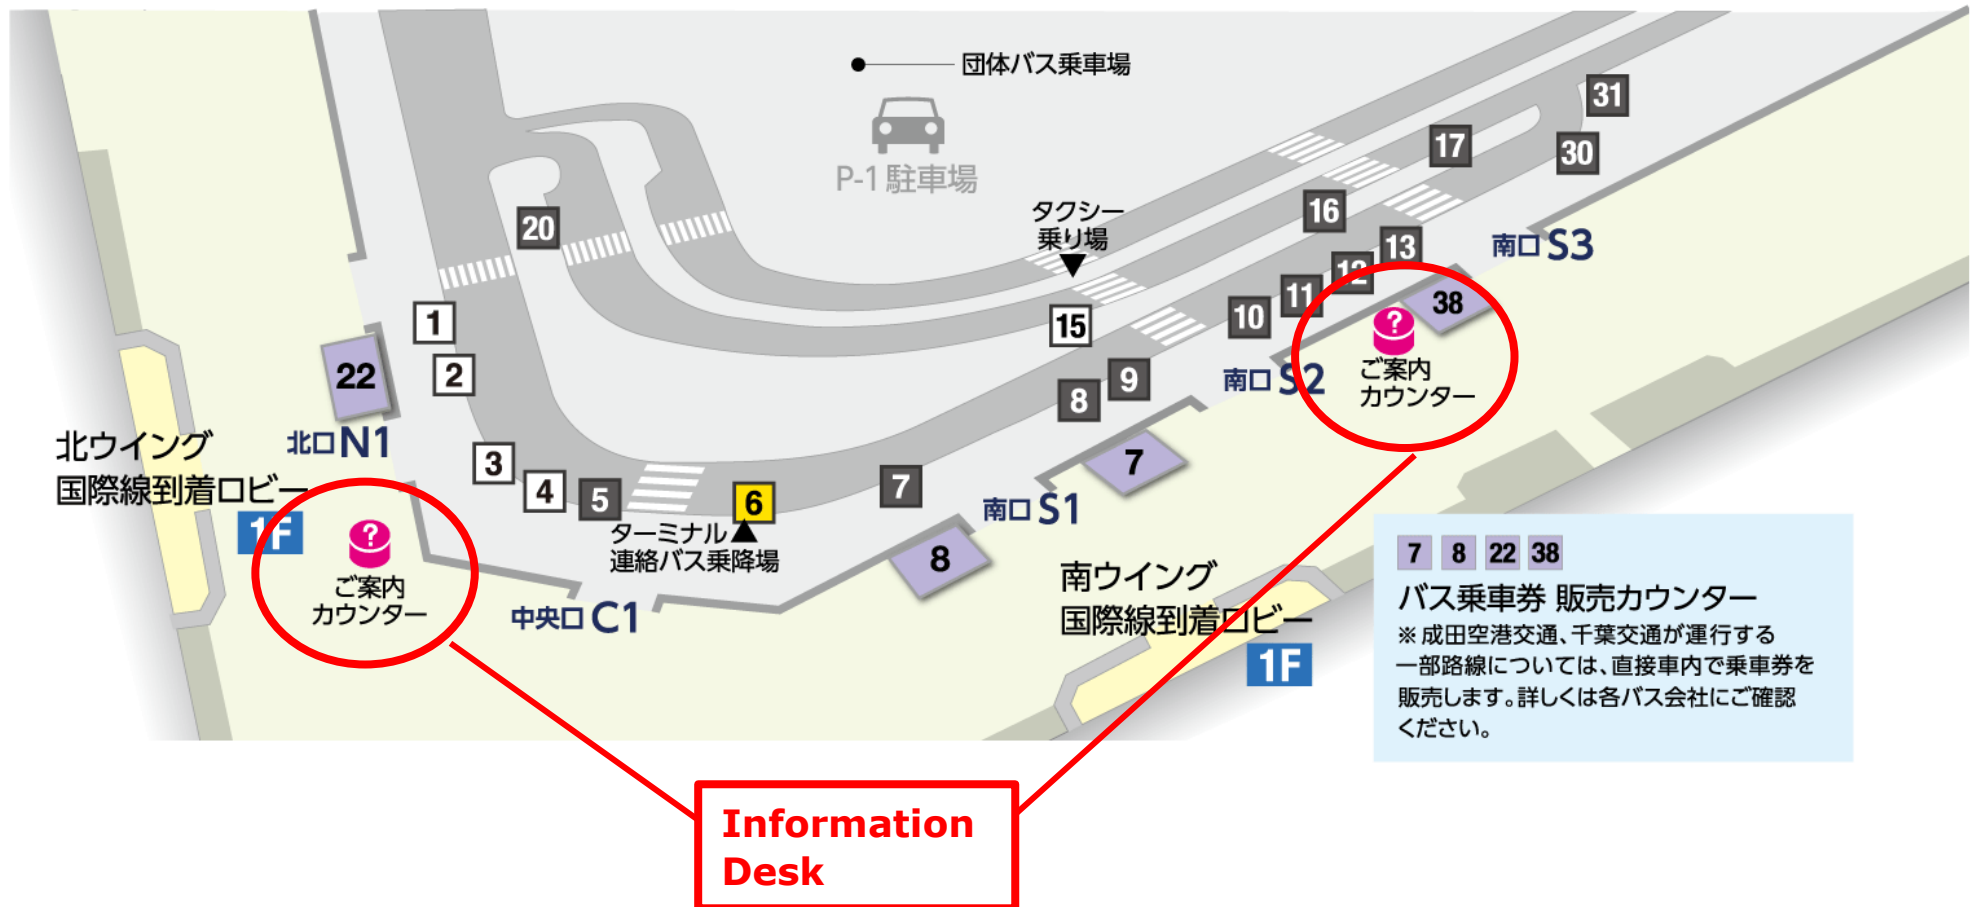 団体バス乗車場
P-1 駐車場
31
17
30
20
タクシー
乗り場
16
13
南口 S3
12
11
10
38
1
15
2
22
ご案内
カウンター
南口 S2
9
8
北口 N1
北ウイング
国際線到着ロビー
1F
3
4
5
6
7
7
南口 S1
ターミナル
連絡バス乗降場
8
ご案内
カウンター
中央口 C1
南ウイング
国際線到着ロビー
1F
7 8 22 38
バス乗車券 販売カウンター
※成田空港交通、千葉交通が運行する
一部路線については、直接車内で乗車券を
販売します。詳しくは各バス会社にご確認
ください。
Information
Desk